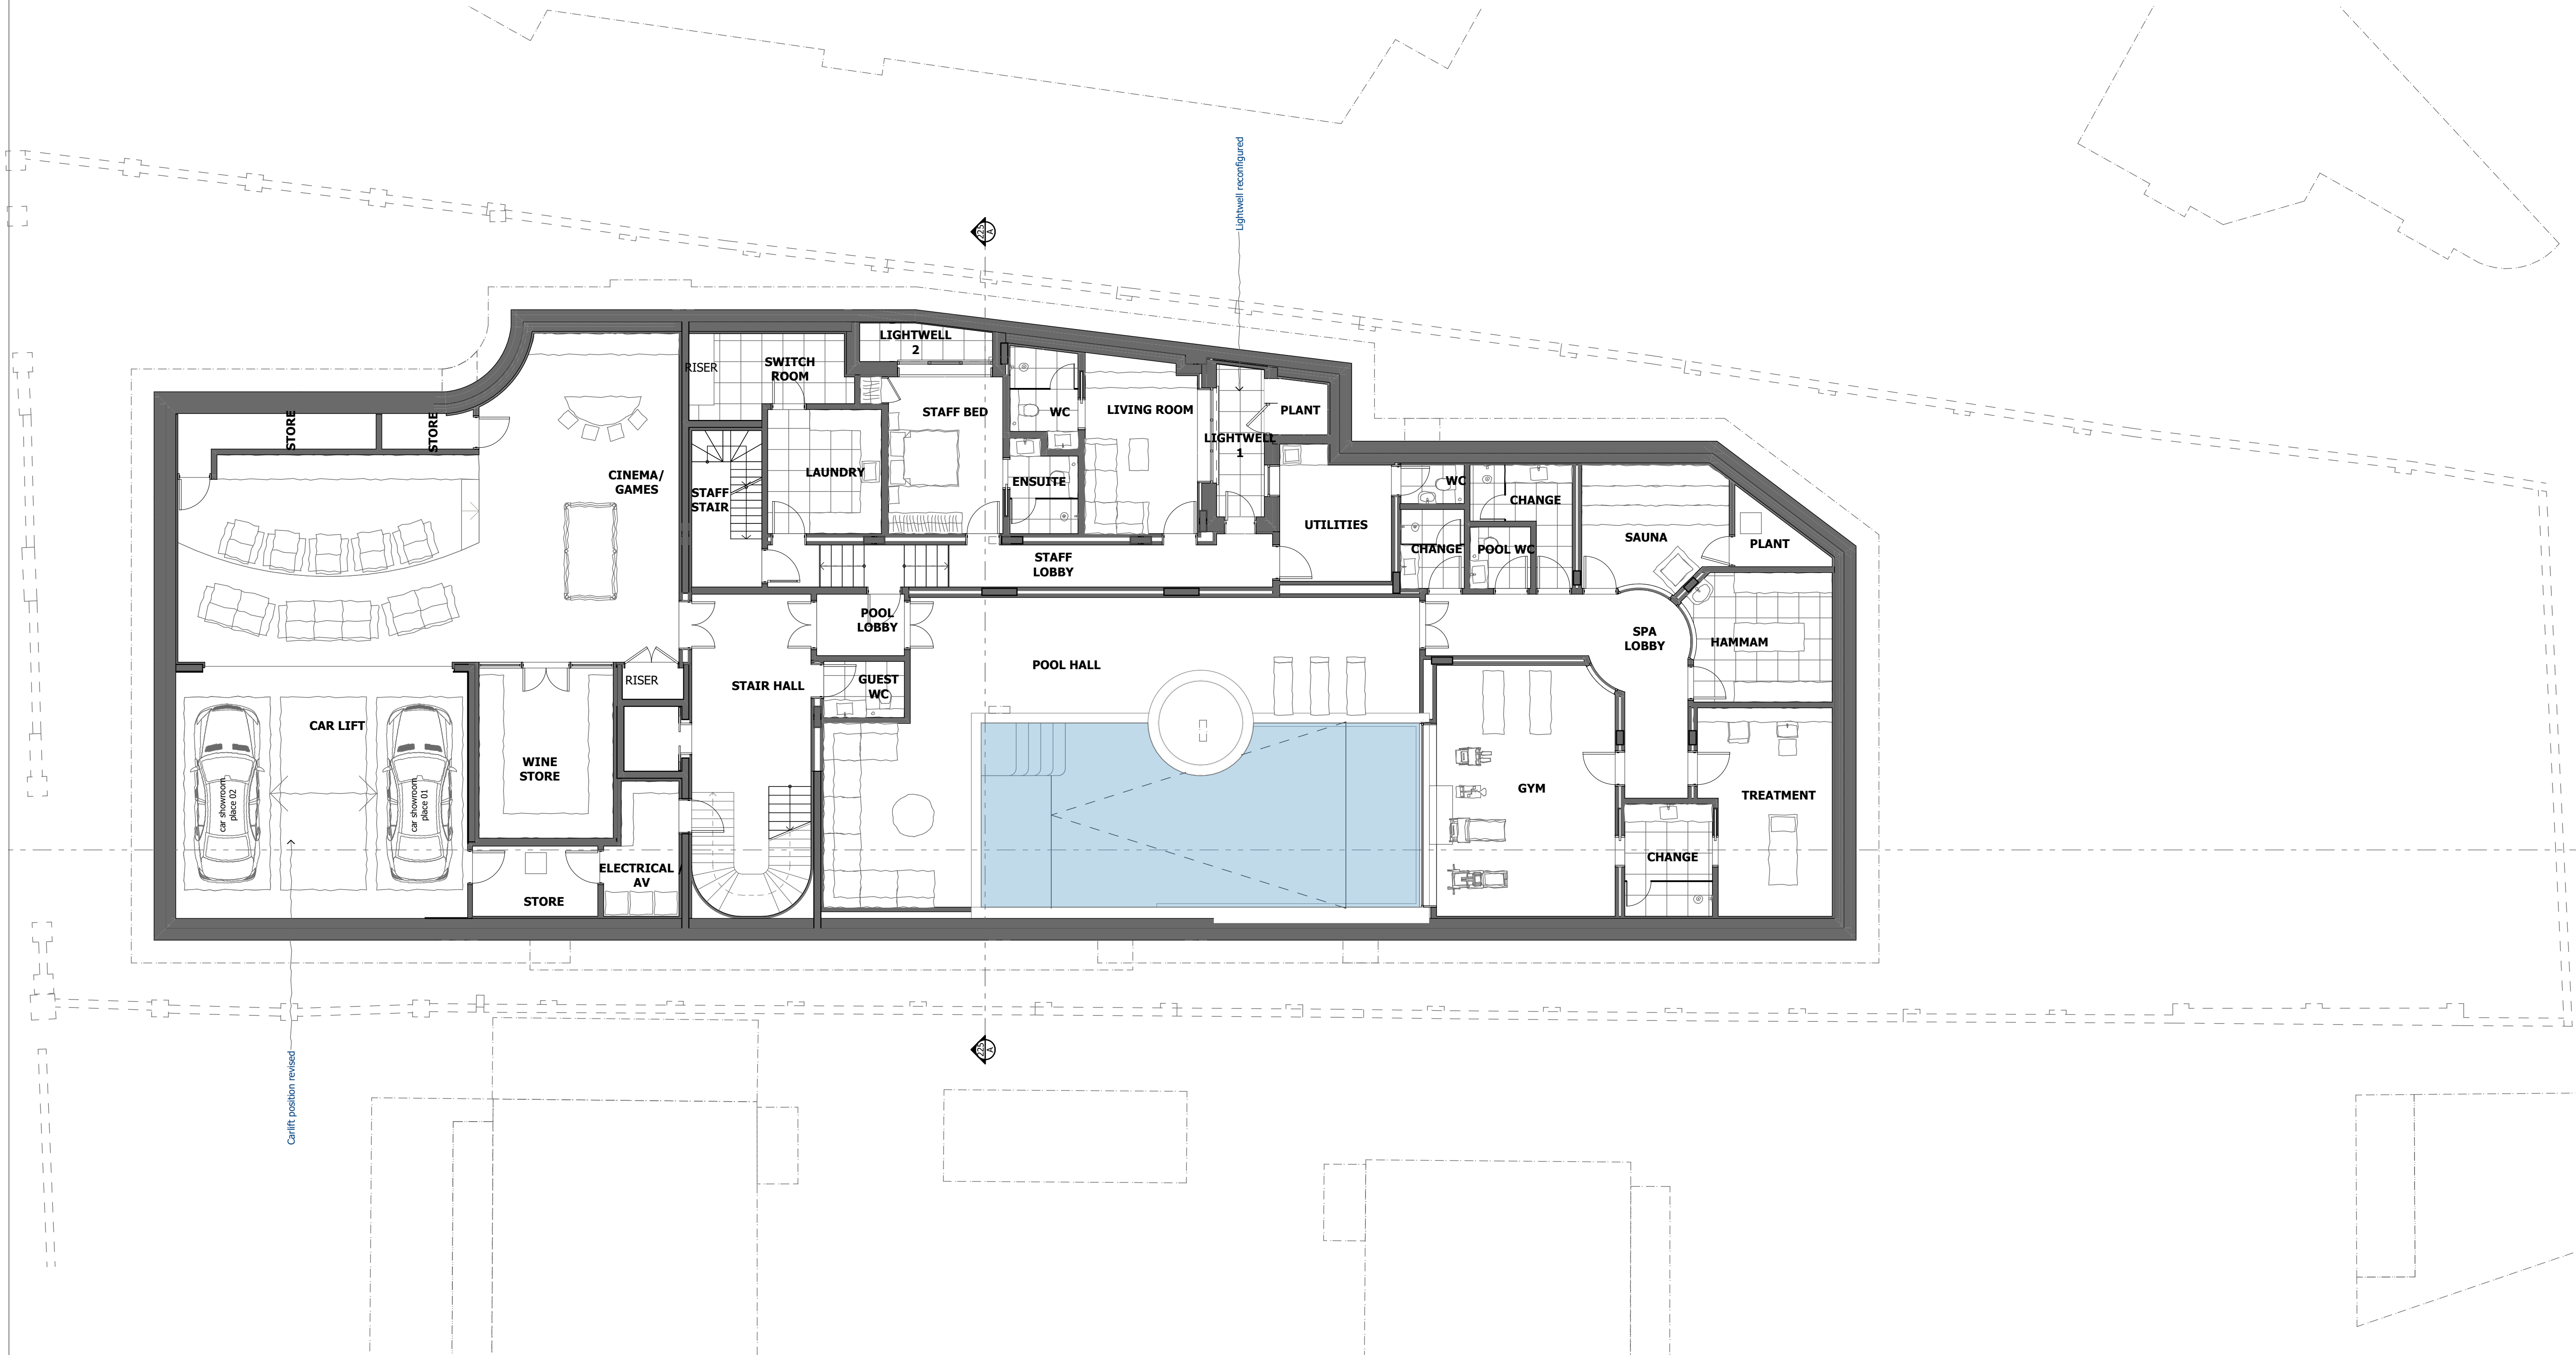 Lightwell reconfigured
225
A
LIGHTWELL
2
SWITCH
ROOM
RISER
STORE
STORE
STAFF BED
WC
LIVING ROOM
PLANT
LIGHTWELL
1
CINEMA/
GAMES
LAUNDRY
ENSUITE
STAFF
STAIR
WC
CHANGE
UTILITIES
SAUNA
PLANT
CHANGE
POOL WC
STAFF
LOBBY
POOL
LOBBY
SPA
LOBBY
HAMMAM
POOL HALL
RISER
STAIR HALL
GUEST
WC
CAR LIFT
WINE
STORE
GYM
TREATMENT
car showroom
place 02
car showroom
place 01
CHANGE
ELECTRICAL /
AV
STORE
225
A
Carlift position revised